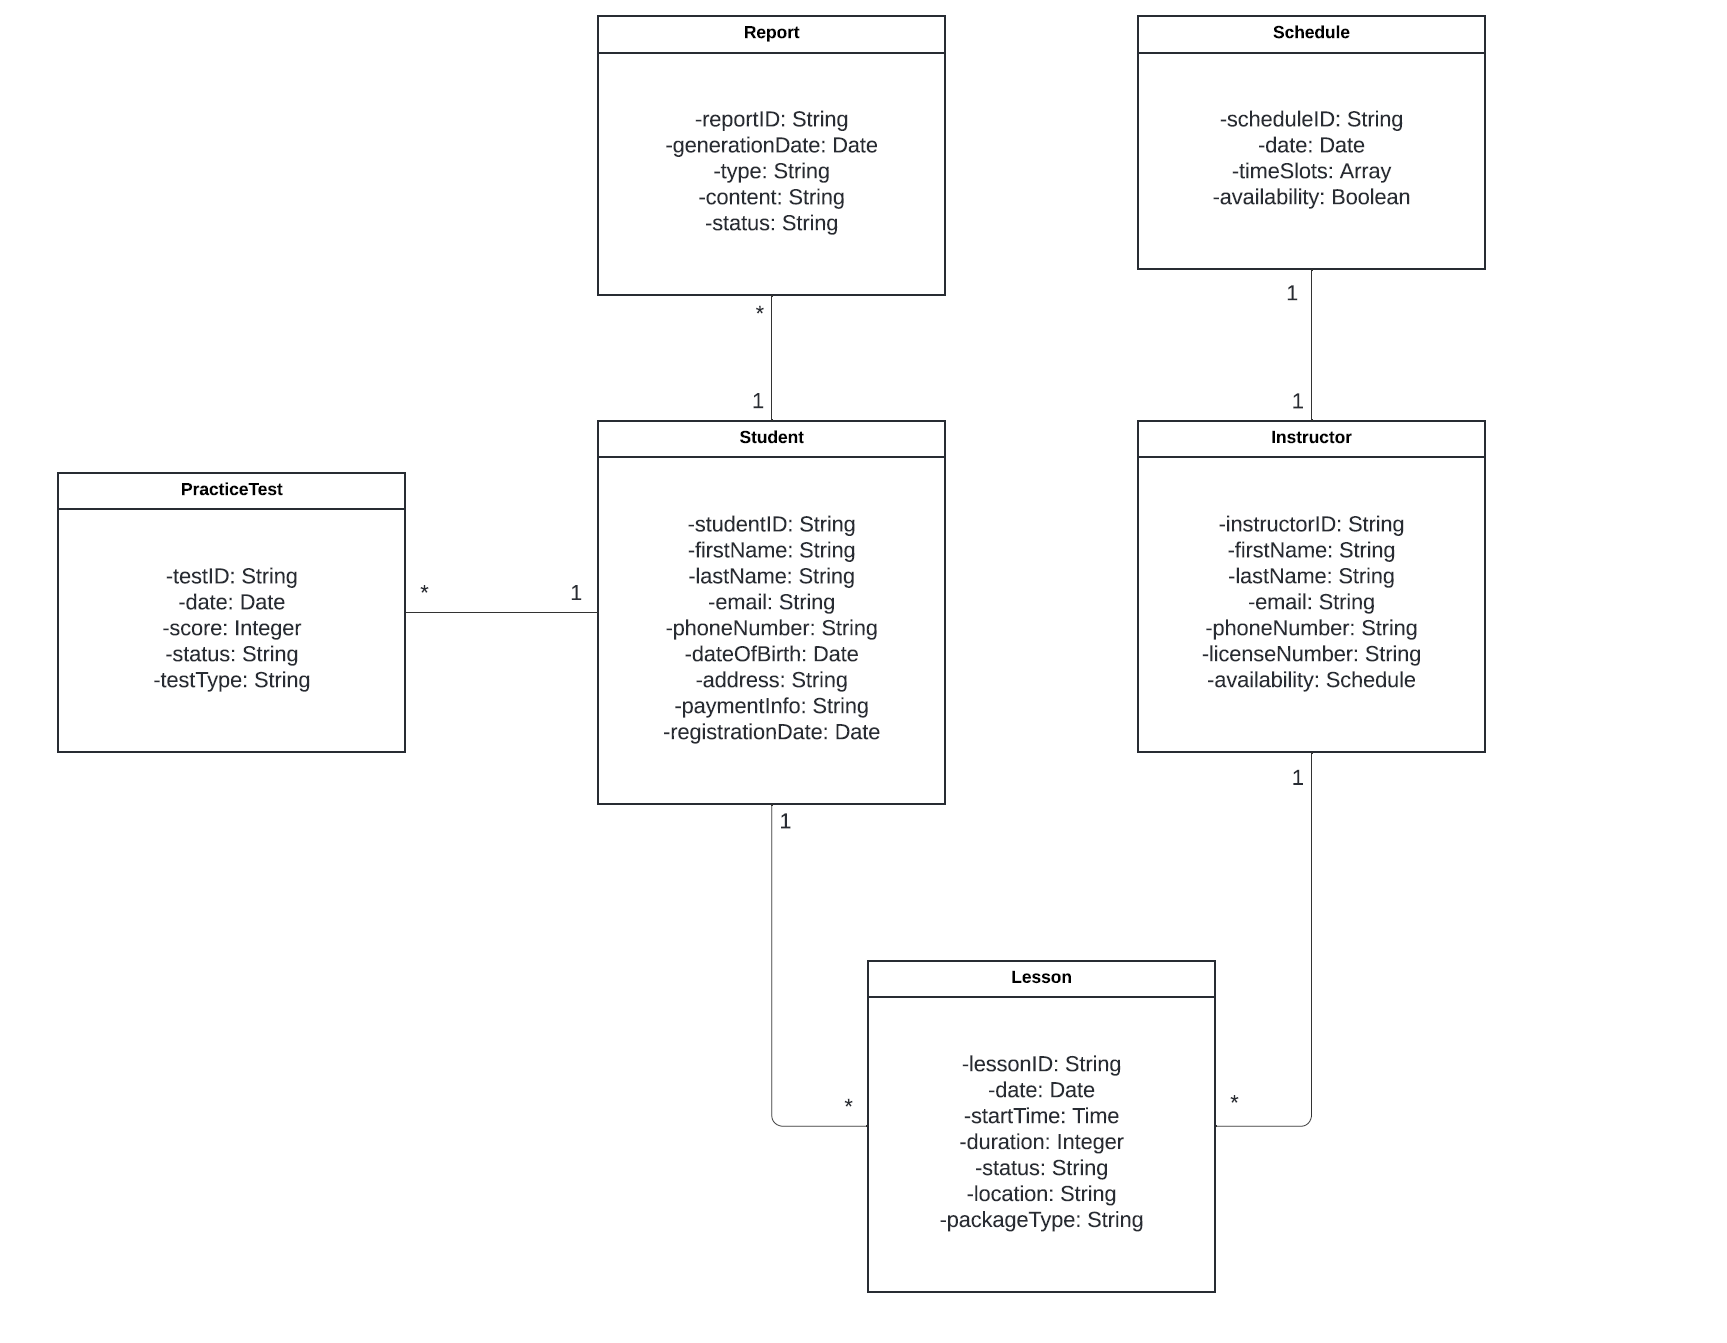 Report
-reportID: String
-generationDate: Date
-type: String
-content: String
-status: String
*
1
Schedule
-scheduleID: String
-date: Date
-timeSlots: Array
-availability: Boolean
1
1
PracticeTest
-testID: String
-date: Date
-score: Integer
-status: String
-testType: String
*
1
Student
-studentID: String
-firstName: String
-lastName: String
-email: String
-phoneNumber: String
-dateOfBirth: Date
-address: String
-paymentInfo: String
-registrationDate: Date
1
*
Instructor
-instructorID: String
-firstName: String
-lastName: String
-email: String
-phoneNumber: String
-licenseNumber: String
-availability: Schedule
1
*
Lesson
-lessonID: String
-date: Date
-startTime: Time
-duration: Integer
-status: String
-location: String
-packageType: String